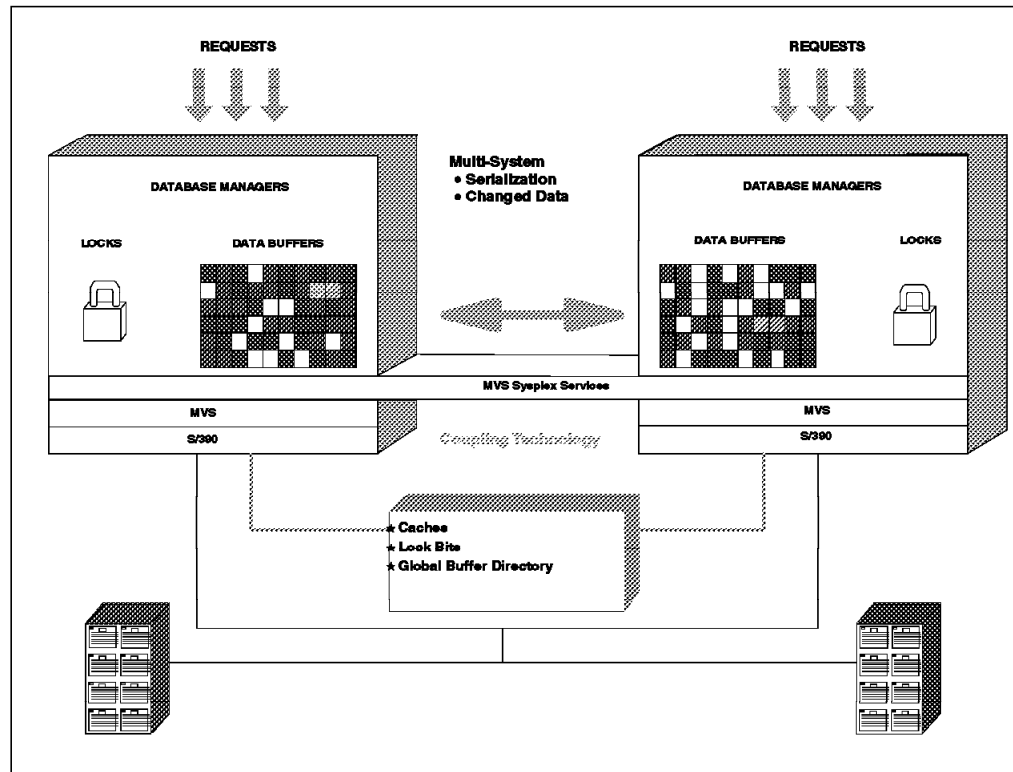 REQUESTS
REQUESTS
Multi-System
• Serialization
• Changed Data
DATABASE MANAGERS
DATABASE MANAGERS
LOCKS
DATA BUFFERS
DATA BUFFERS
LOCKS
MVS Sysplex Services
MVS
MVS
S/390
S/390
Coupling Technology
★ Caches
★ Lock Bits
★ Global Buffer Directory